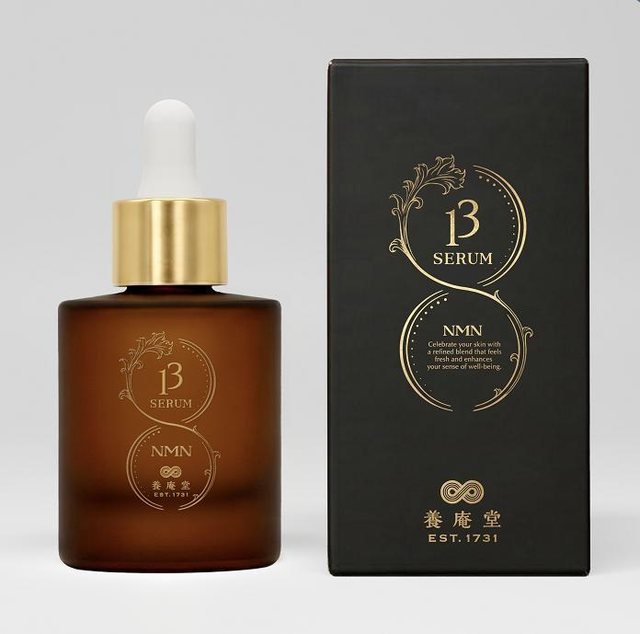 13
SERUM
NMN
養庵堂
EST.1731
13
SERUM
NMN
Celebrate your skin with
a refined blend that feels
fresh and enhances
your sense of well-being.
養庵堂
EST.1731